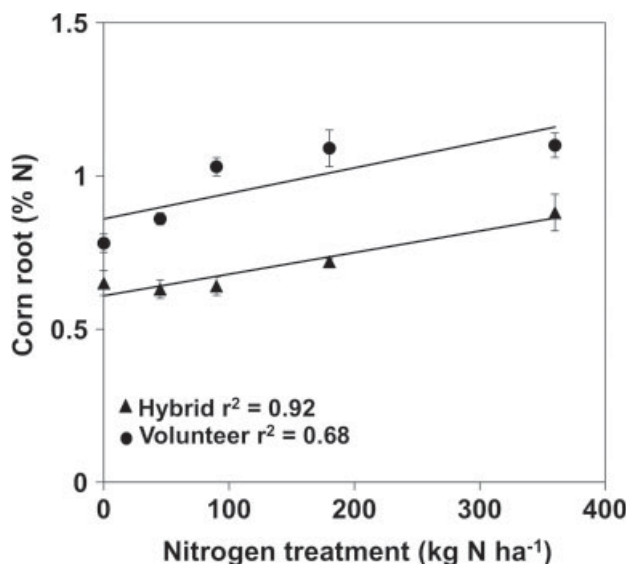 1.5
1
0.5
0
Corn root (% N)
Hybrid r² = 0.92
Volunteer r² = 0.68
0 100 200 300 400
Nitrogen treatment (kg N ha⁻¹)